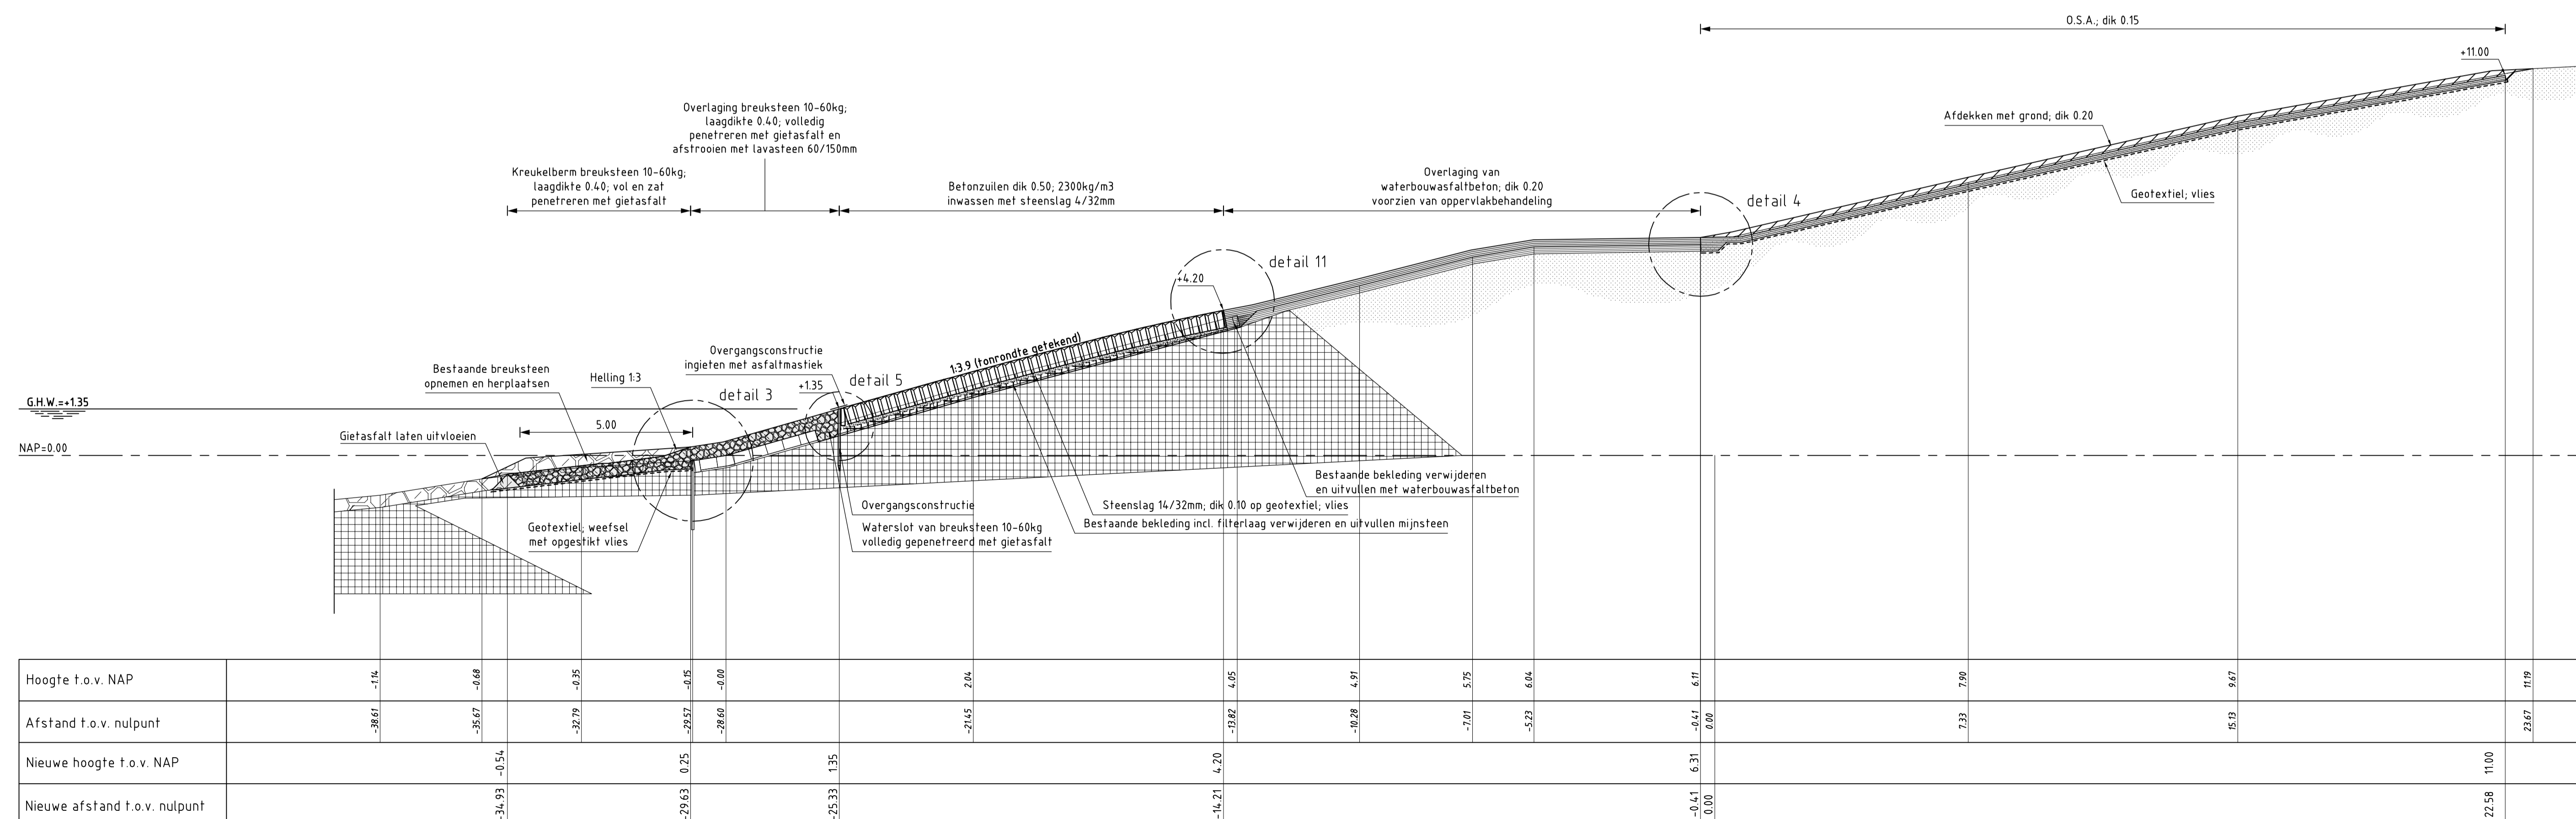 O.S.A.; dik 0.15
+11.00
Overlaging breuksteen 10-60kg;
laagdikte 0.40; volledig
penetreren met gietasfalt en
afstrooien met lavasteen 60/150mm
Afdekken met grond; dik 0.20
Kreukelberm breuksteen 10-60kg;
laagdikte 0.40; vol en zat
penetreren met gietasfalt
Betonzuilen dik 0.50; 2300kg/m3
inwassen met steenslag 4/32mm
Overlaging van
waterbouwasfaltbeton; dik 0.20
voorzien van oppervlakbehandeling
detail 4
Geotextiel; vlies
detail 11
+4.20
1:3.9 (tonrondte getekend)
Overgangsconstructie
ingieten met asfaltmastiek
Bestaande breuksteen
opnemen en herplaatsen
Helling 1:3
detail 3
+1.35
detail 5
G.H.W.=+1.35
5.00
Gietasfalt laten uitvloeien
NAP=0.00
Bestaande bekleding verwijderen
en uitvullen met waterbouwasfaltbeton
Overgangsconstructie
Steenslag 14/32mm; dik 0.10 op geotextiel; vlies
Geotextiel; weefsel
met opgestikt vlies
Waterslot van breuksteen 10-60kg
volledig gepenetreerd met gietasfalt
Bestaande bekleding incl. filterlaag verwijderen en uitvullen mijnsteen
Hoogte t.o.v. NAP -1.14 -0.68 -0.35 -0.15 -0.00 2.04 4.05 4.91 5.75 6.04 6.11 7.90 9.67 11.19
Afstand t.o.v. nulpunt -38.61 -35.67 -32.79 -29.57 -28.60 -21.45 -13.82 -10.28 -7.01 -5.23 -0.41 0.00 7.33 15.13 23.67
Nieuwe hoogte t.o.v. NAP -0.54 0.25 1.35 4.20 6.31 11.00
Nieuwe afstand t.o.v. nulpunt -34.93 -29.63 -25.33 -14.21 -0.41 0.00 22.58